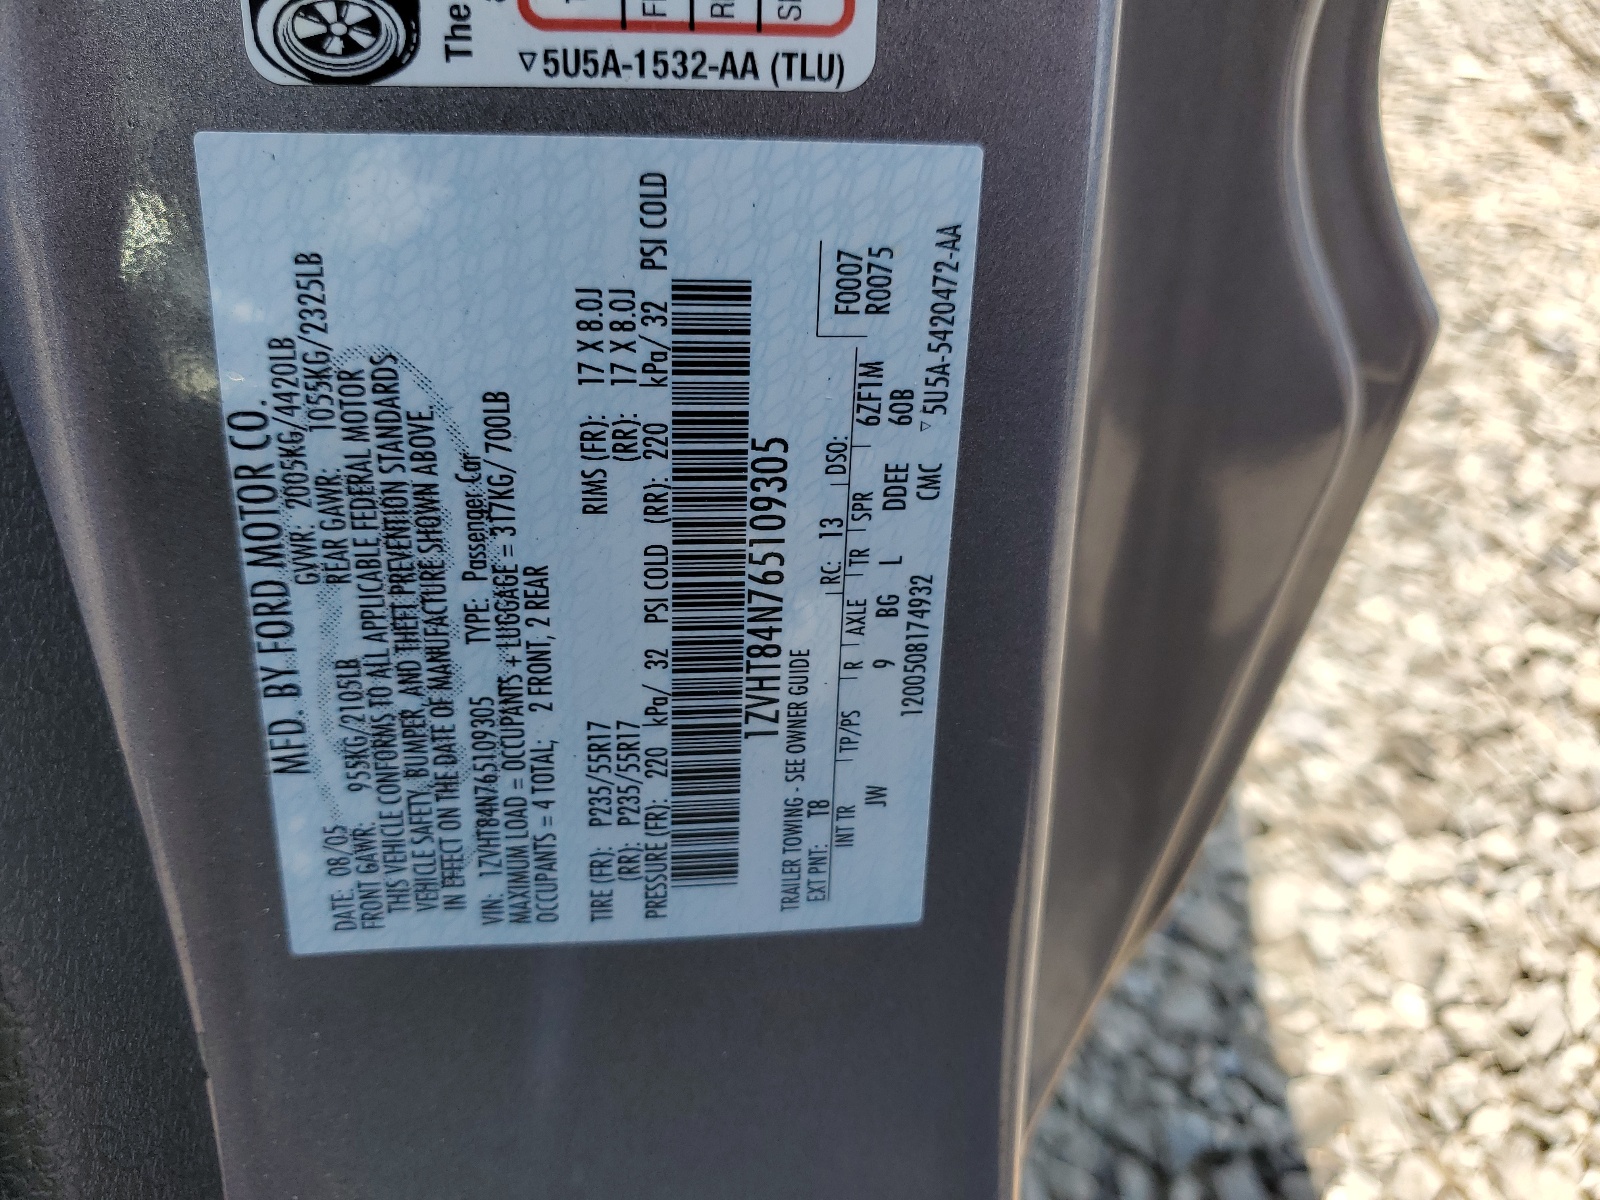 The
▽5U5A-1532-AA (TLU)
MFD. BY FORD MOTOR CO.
DATE: 08/05 GVWR: 2005KG/4420LB
FRONT GAWR: 955KG/2105LB REAR GAWR: 1055KG/2325LB
THIS VEHICLE CONFORMS TO ALL APPLICABLE FEDERAL MOTOR
VEHICLE SAFETY, BUMPER, AND THEFT PREVENTION STANDARDS
IN EFFECT ON THE DATE OF MANUFACTURE SHOWN ABOVE.
VIN: 1ZVHT84N765109305 TYPE: Passenger Car
MAXIMUM LOAD = OCCUPANTS + LUGGAGE = 317KG/700LB
OCCUPANTS = 4 TOTAL, 2 FRONT, 2 REAR
TIRE (FR): P235/55R17 RIMS (FR): 17 X 8.0J
(RR): P235/55R17 (RR): 17 X 8.0J
PRESSURE (FR): 220 kPa/ 32 PSI COLD (RR): 220 kPa/ 32 PSI COLD
1ZVHT84N765109305
TRAILER TOWING - SEE OWNER GUIDE
EXT PNT: T8 RC: 13 DSO: F0007
INT TR TP/PS R AXLE TR SPR 6ZF1M R0075
JW 9 BG L DDEE 60B
1200508174932 CMC ▽5U5A-5420472-AA